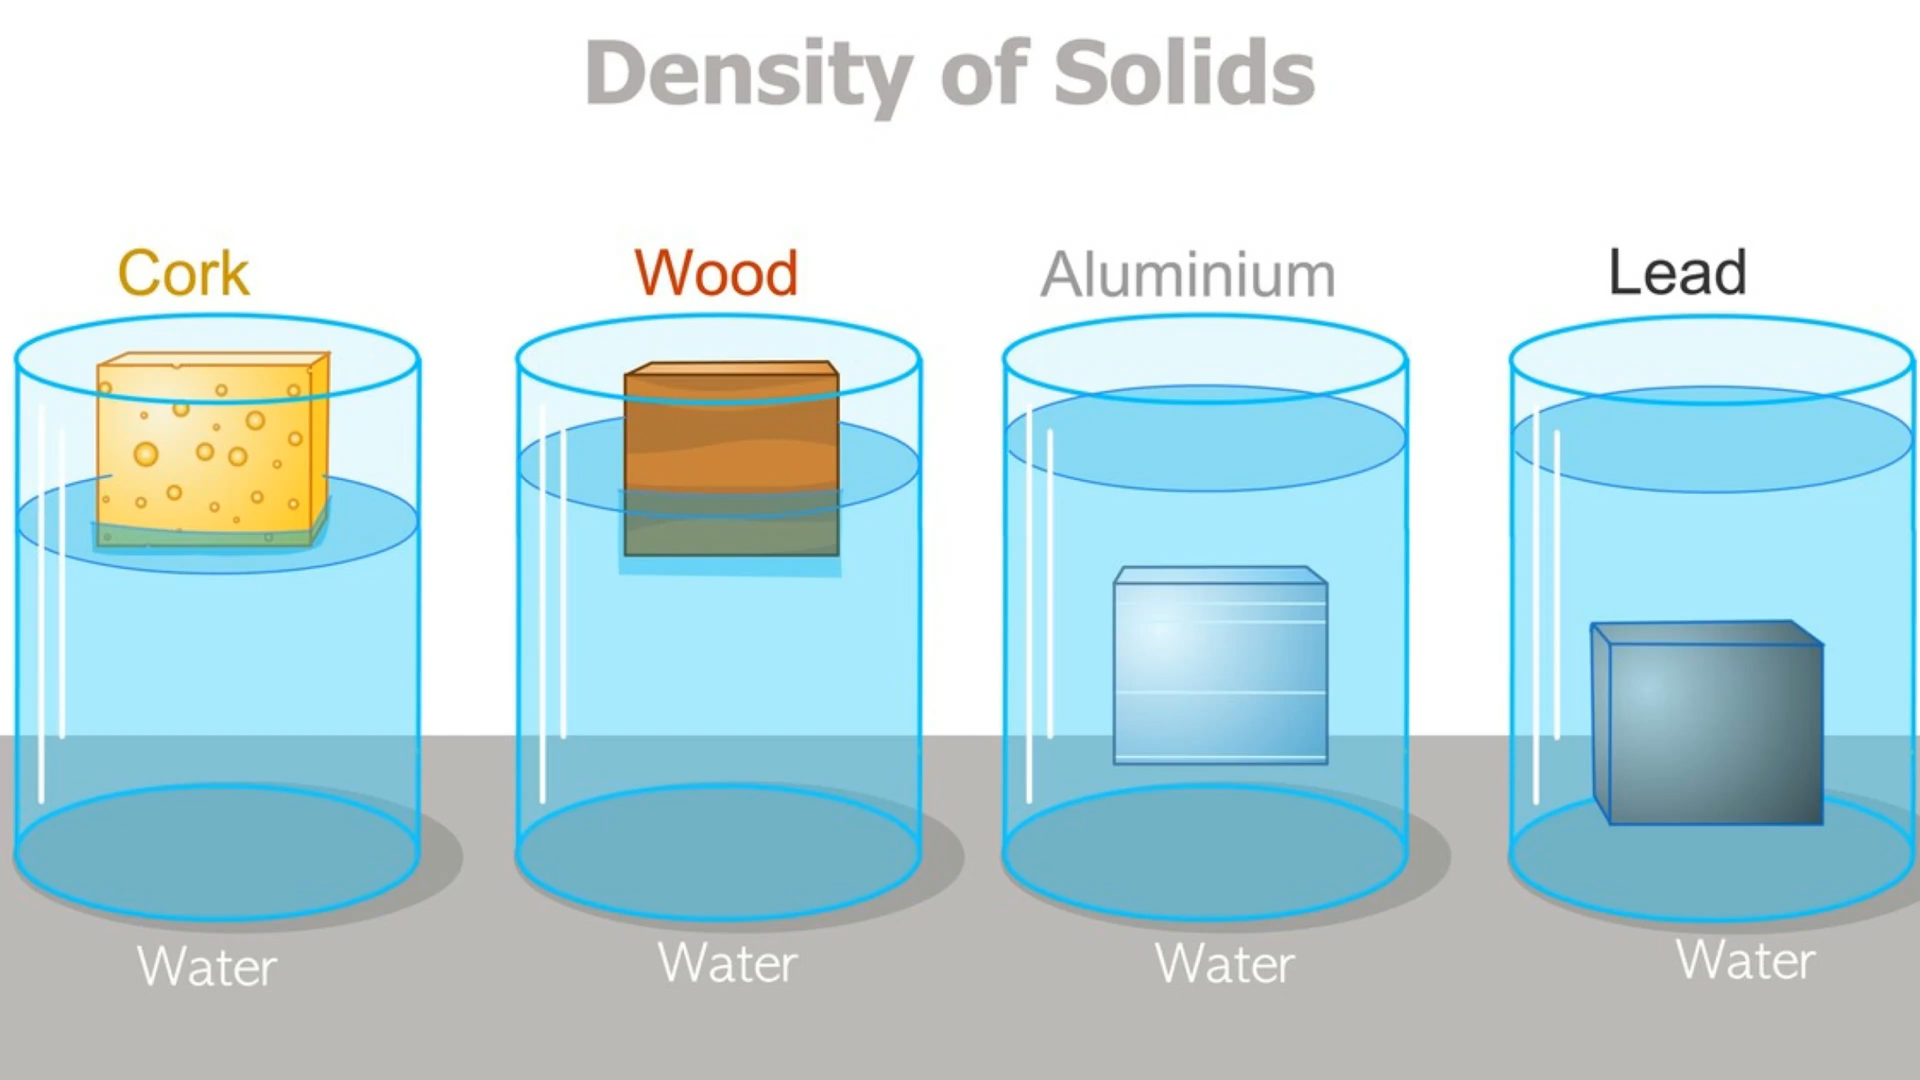 Density of Solids
Cork
Wood
Aluminium
Lead
Water
Water
Water
Water